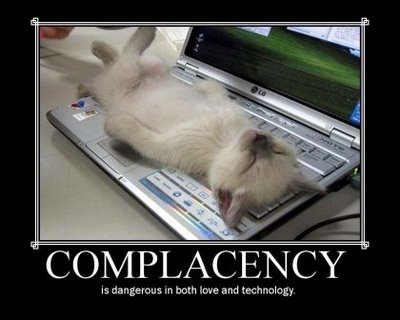 LG
COMPLACENCY
is dangerous in both love and technology.